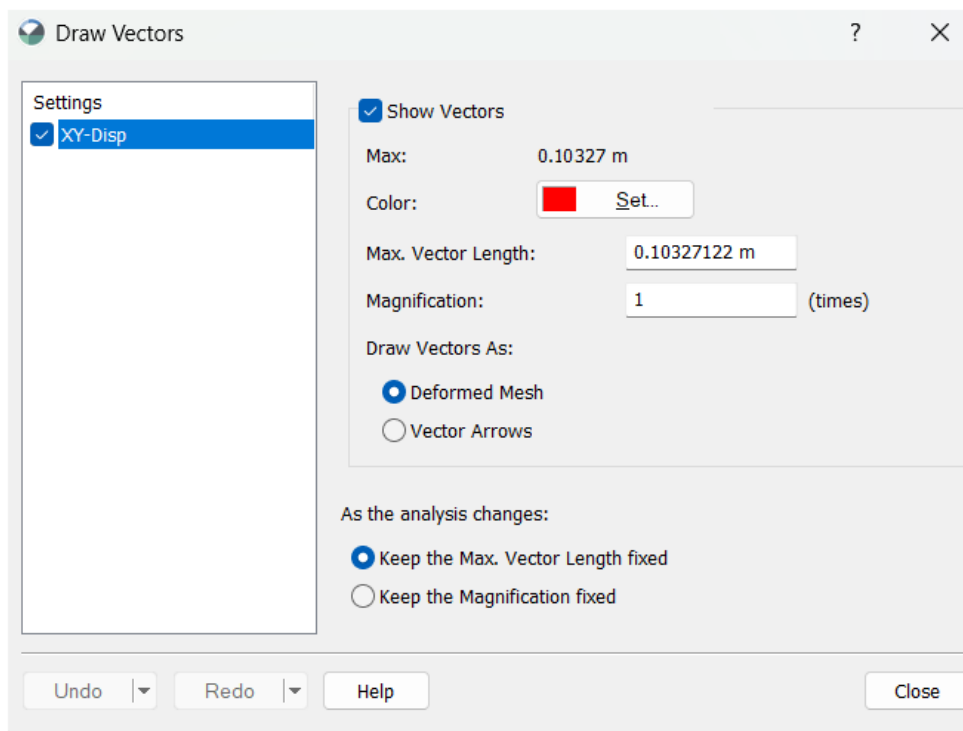 Draw Vectors ?
Settings
XY-Disp
Show Vectors
Max: 0.10327 m
Color: Set...
Max. Vector Length: 0.10327122 m
Magnification: 1 (times)
Draw Vectors As:
Deformed Mesh
Vector Arrows
As the analysis changes:
Keep the Max. Vector Length fixed
Keep the Magnification fixed
Undo Redo Help Close